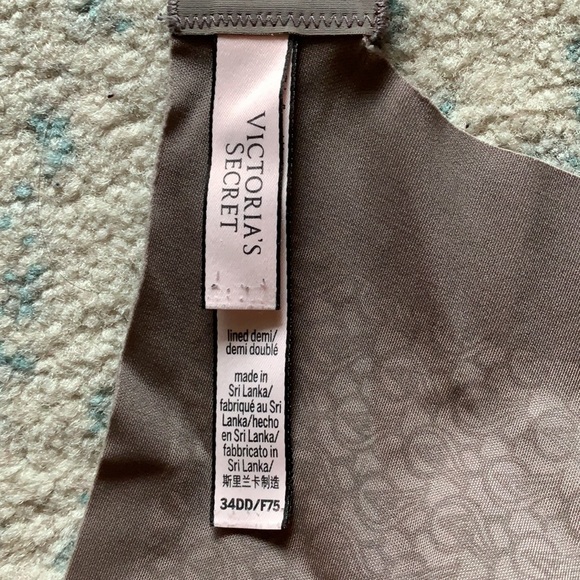 VICTORIA'S
SECRET
lined demi/
demi doublé
made in
Sri Lanka/
fabriqué au Sri
Lanka/hecho
en Sri Lanka/
fabbricato in
Sri Lanka/
斯里兰卡制造
34DD/F75